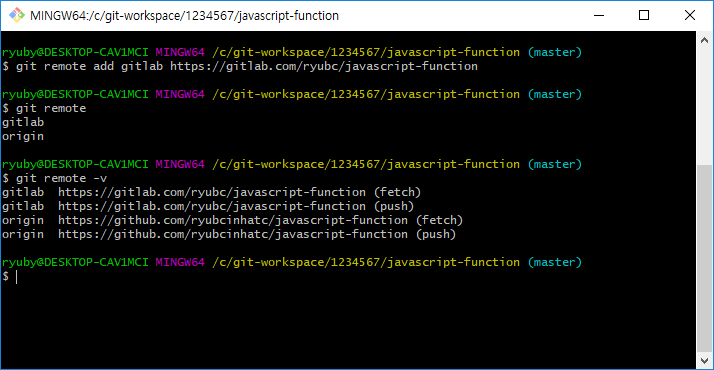 MINGW64:/c/git-workspace/1234567/javascript-function
ryuby@DESKTOP-CAV1MCI MINGW64 /c/git-workspace/1234567/javascript-function (master)
$ git remote add gitlab https://gitlab.com/ryubc/javascript-function
ryuby@DESKTOP-CAV1MCI MINGW64 /c/git-workspace/1234567/javascript-function (master)
$ git remote
gitlab
origin
ryuby@DESKTOP-CAV1MCI MINGW64 /c/git-workspace/1234567/javascript-function (master)
$ git remote -v
gitlab  https://gitlab.com/ryubc/javascript-function (fetch)
gitlab  https://gitlab.com/ryubc/javascript-function (push)
origin  https://github.com/ryubcinhatc/javascript-function (fetch)
origin  https://github.com/ryubcinhatc/javascript-function (push)
ryuby@DESKTOP-CAV1MCI MINGW64 /c/git-workspace/1234567/javascript-function (master)
$